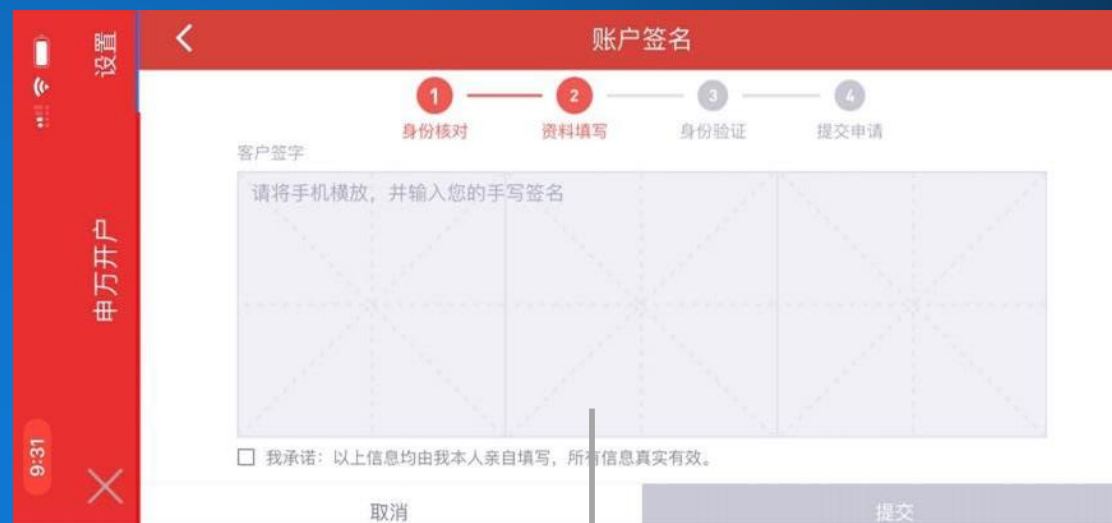 9:31
申万开户
设置
账户签名
1
2
3
4
身份核对
资料填写
身份验证
提交申请
客户签字
请将手机横放，并输入您的手写签名
我承诺：以上信息均由我本人亲自填写，所有信息真实有效。
取消
提交